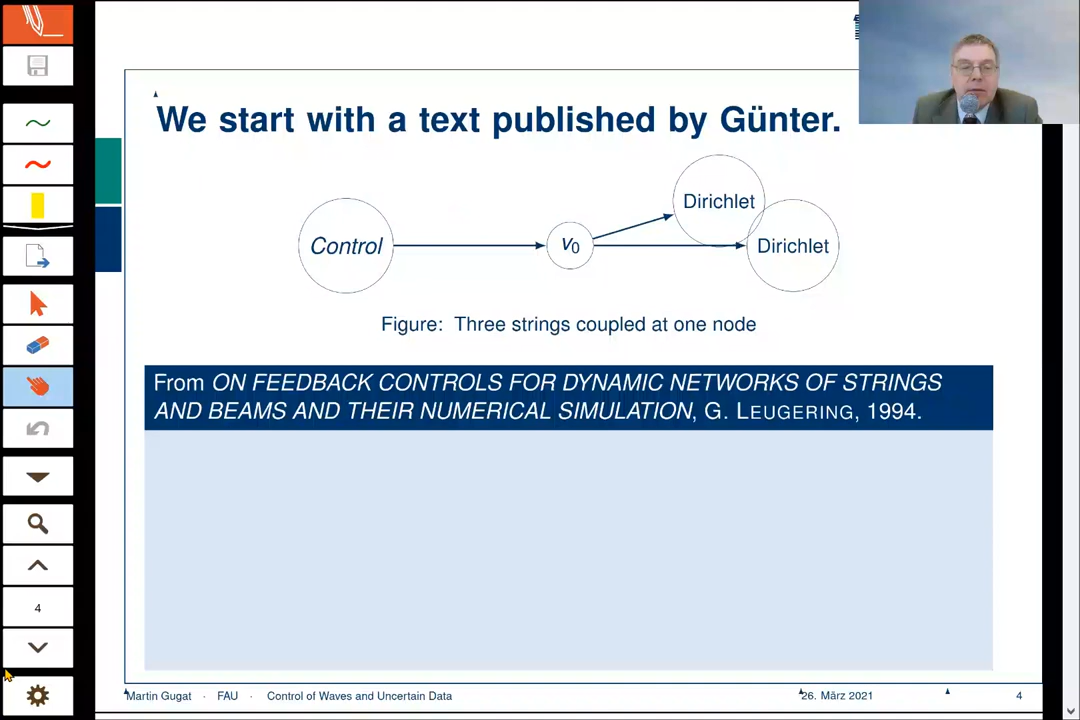 We start with a text published by Günter.
Dirichlet
Control
v0
Dirichlet
Figure: Three strings coupled at one node
From ON FEEDBACK CONTROLS FOR DYNAMIC NETWORKS OF STRINGS
AND BEAMS AND THEIR NUMERICAL SIMULATION, G. LEUGERING, 1994.
4
Martin Gugat · FAU · Control of Waves and Uncertain Data 26. März 2021 4